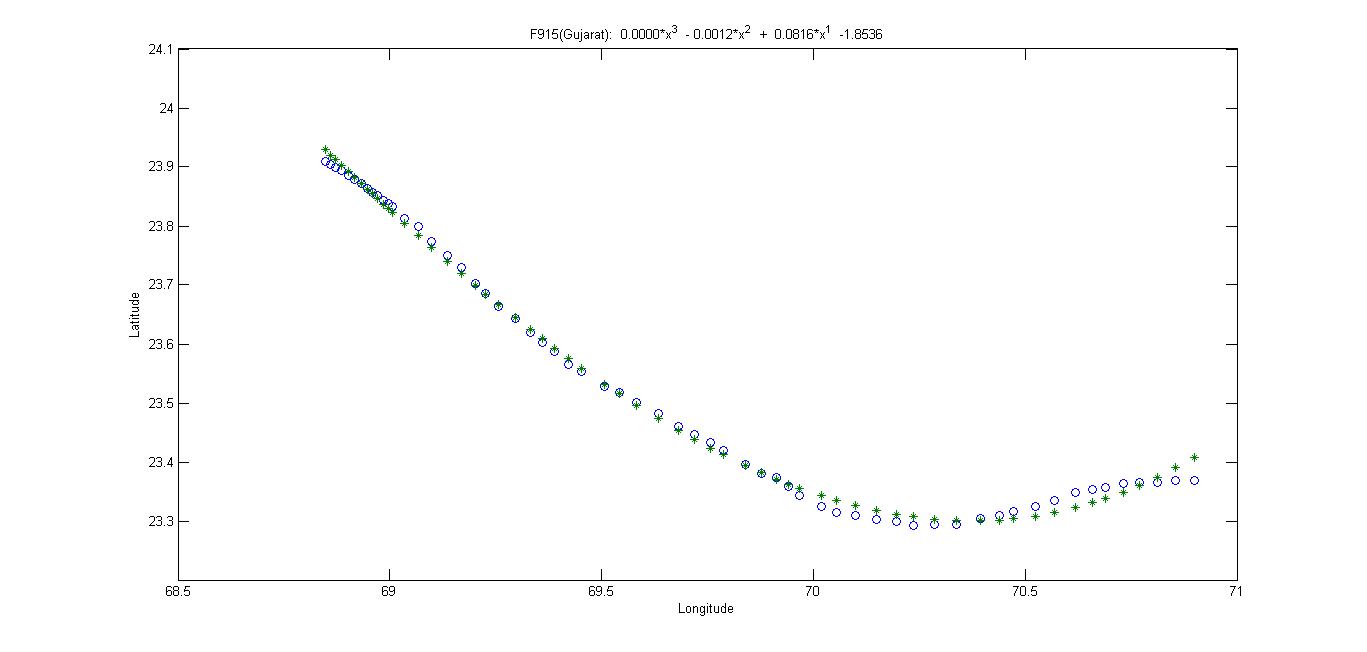 F915(Gujarat): 0.0000*x^3 - 0.0012*x^2 + 0.0816*x^1 -1.8536
24.1
24
23.9
23.8
23.7
23.6
23.5
23.4
23.3
Latitude
68.5 69 69.5 70 70.5 71
Longitude